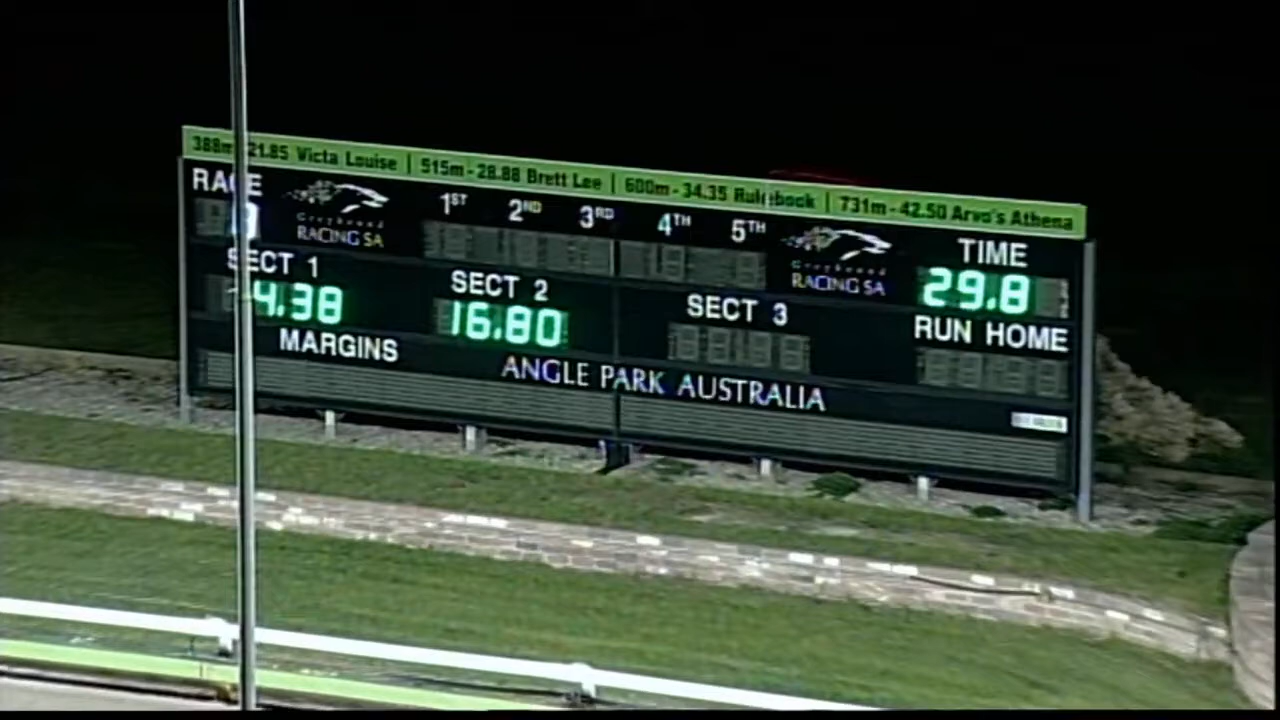 388m 21.85 Victa Louise | 515m - 28.88 Brett Lee | 600m - 34.35 Rulebook | 731m - 42.50 Arvo's Athena
RACE
Greyhound
RACING SA
1ST 2ND 3RD 4TH 5TH
Greyhound
RACING SA
TIME
29.8
SECT 1
4.38
SECT 2
16.80
SECT 3
RUN HOME
MARGINS
ANGLE PARK AUSTRALIA